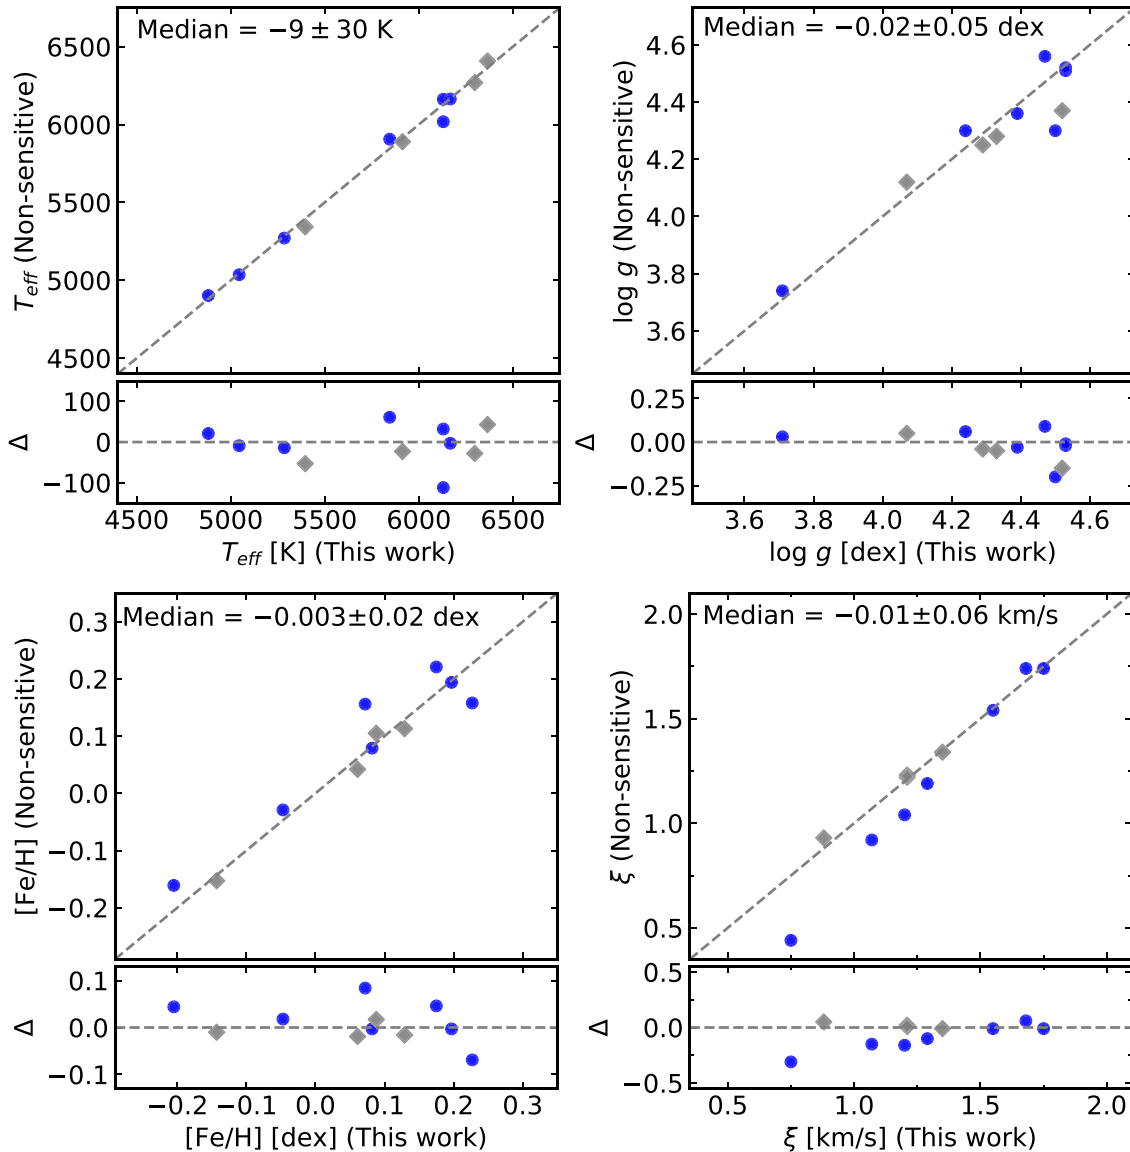 Median = −9 ± 30 K
6500
6000
5500
5000
4500
T_eff (Non-sensitive)
100
0
−100
Δ
4500 5000 5500 6000 6500
T_eff [K] (This work)
Median = −0.02±0.05 dex
4.6
4.4
4.2
4.0
3.8
3.6
log g (Non-sensitive)
0.25
0.00
−0.25
Δ
3.6 3.8 4.0 4.2 4.4 4.6
log g [dex] (This work)
Median = −0.003±0.02 dex
0.3
0.2
0.1
0.0
−0.1
−0.2
[Fe/H] (Non-sensitive)
0.1
0.0
−0.1
Δ
−0.2 −0.1 0.0 0.1 0.2 0.3
[Fe/H] [dex] (This work)
Median = −0.01±0.06 km/s
2.0
1.5
1.0
0.5
ξ (Non-sensitive)
0.5
0.0
−0.5
Δ
0.5 1.0 1.5 2.0
ξ [km/s] (This work)